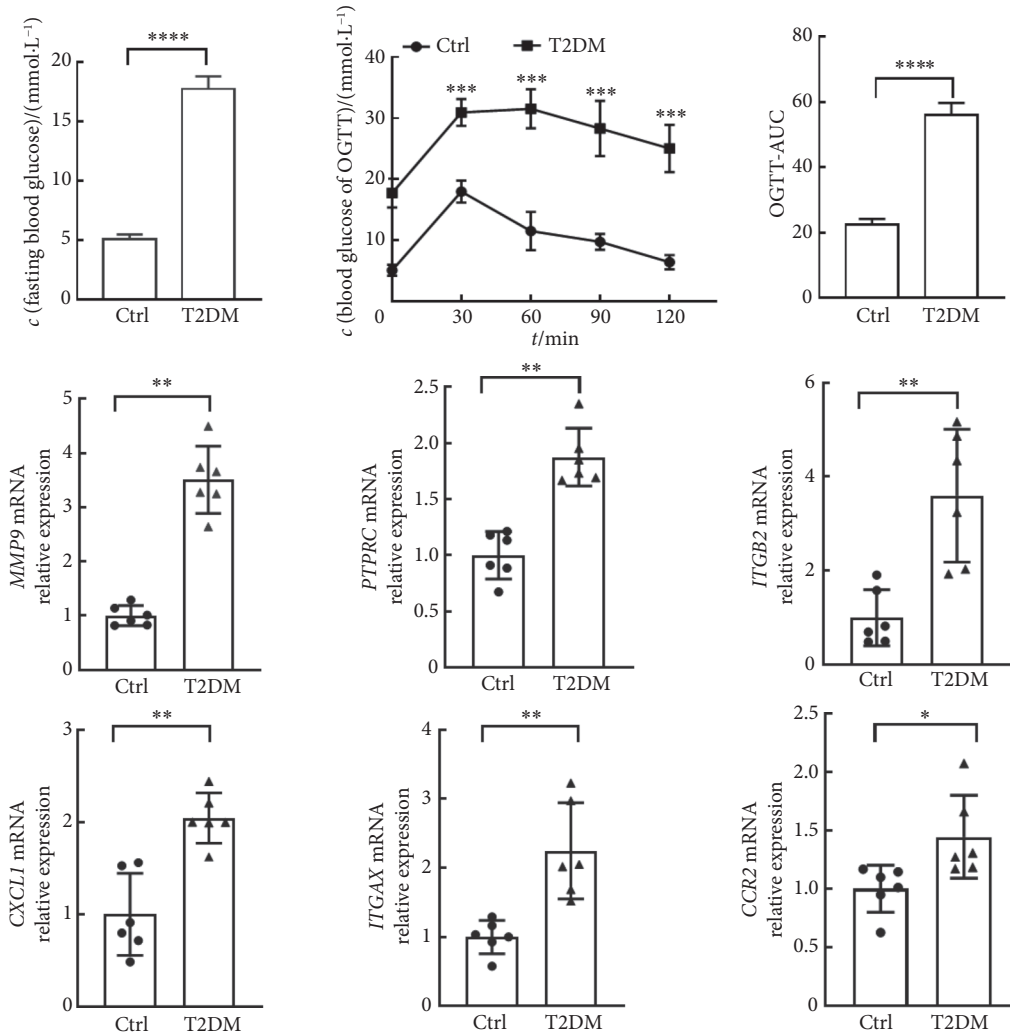 c (fasting blood glucose)/(mmol·L⁻¹)
20
15
10
5
0
****
Ctrl T2DM
c (blood glucose of OGTT)/(mmol·L⁻¹)
40
30
20
10
0
Ctrl T2DM
*** *** *** ***
0 30 60 90 120
t/min
OGTT-AUC
80
60
40
20
0
****
Ctrl T2DM
MMP9 mRNA
relative expression
5
4
3
2
1
0
**
Ctrl T2DM
PTPRC mRNA
relative expression
2.5
2.0
1.5
1.0
0.5
0
**
Ctrl T2DM
ITGB2 mRNA
relative expression
6
4
2
0
**
Ctrl T2DM
CXCL1 mRNA
relative expression
3
2
1
0
**
Ctrl T2DM
ITGAX mRNA
relative expression
4
3
2
1
0
**
Ctrl T2DM
CCR2 mRNA
relative expression
2.5
2.0
1.5
1.0
0.5
0
*
Ctrl T2DM